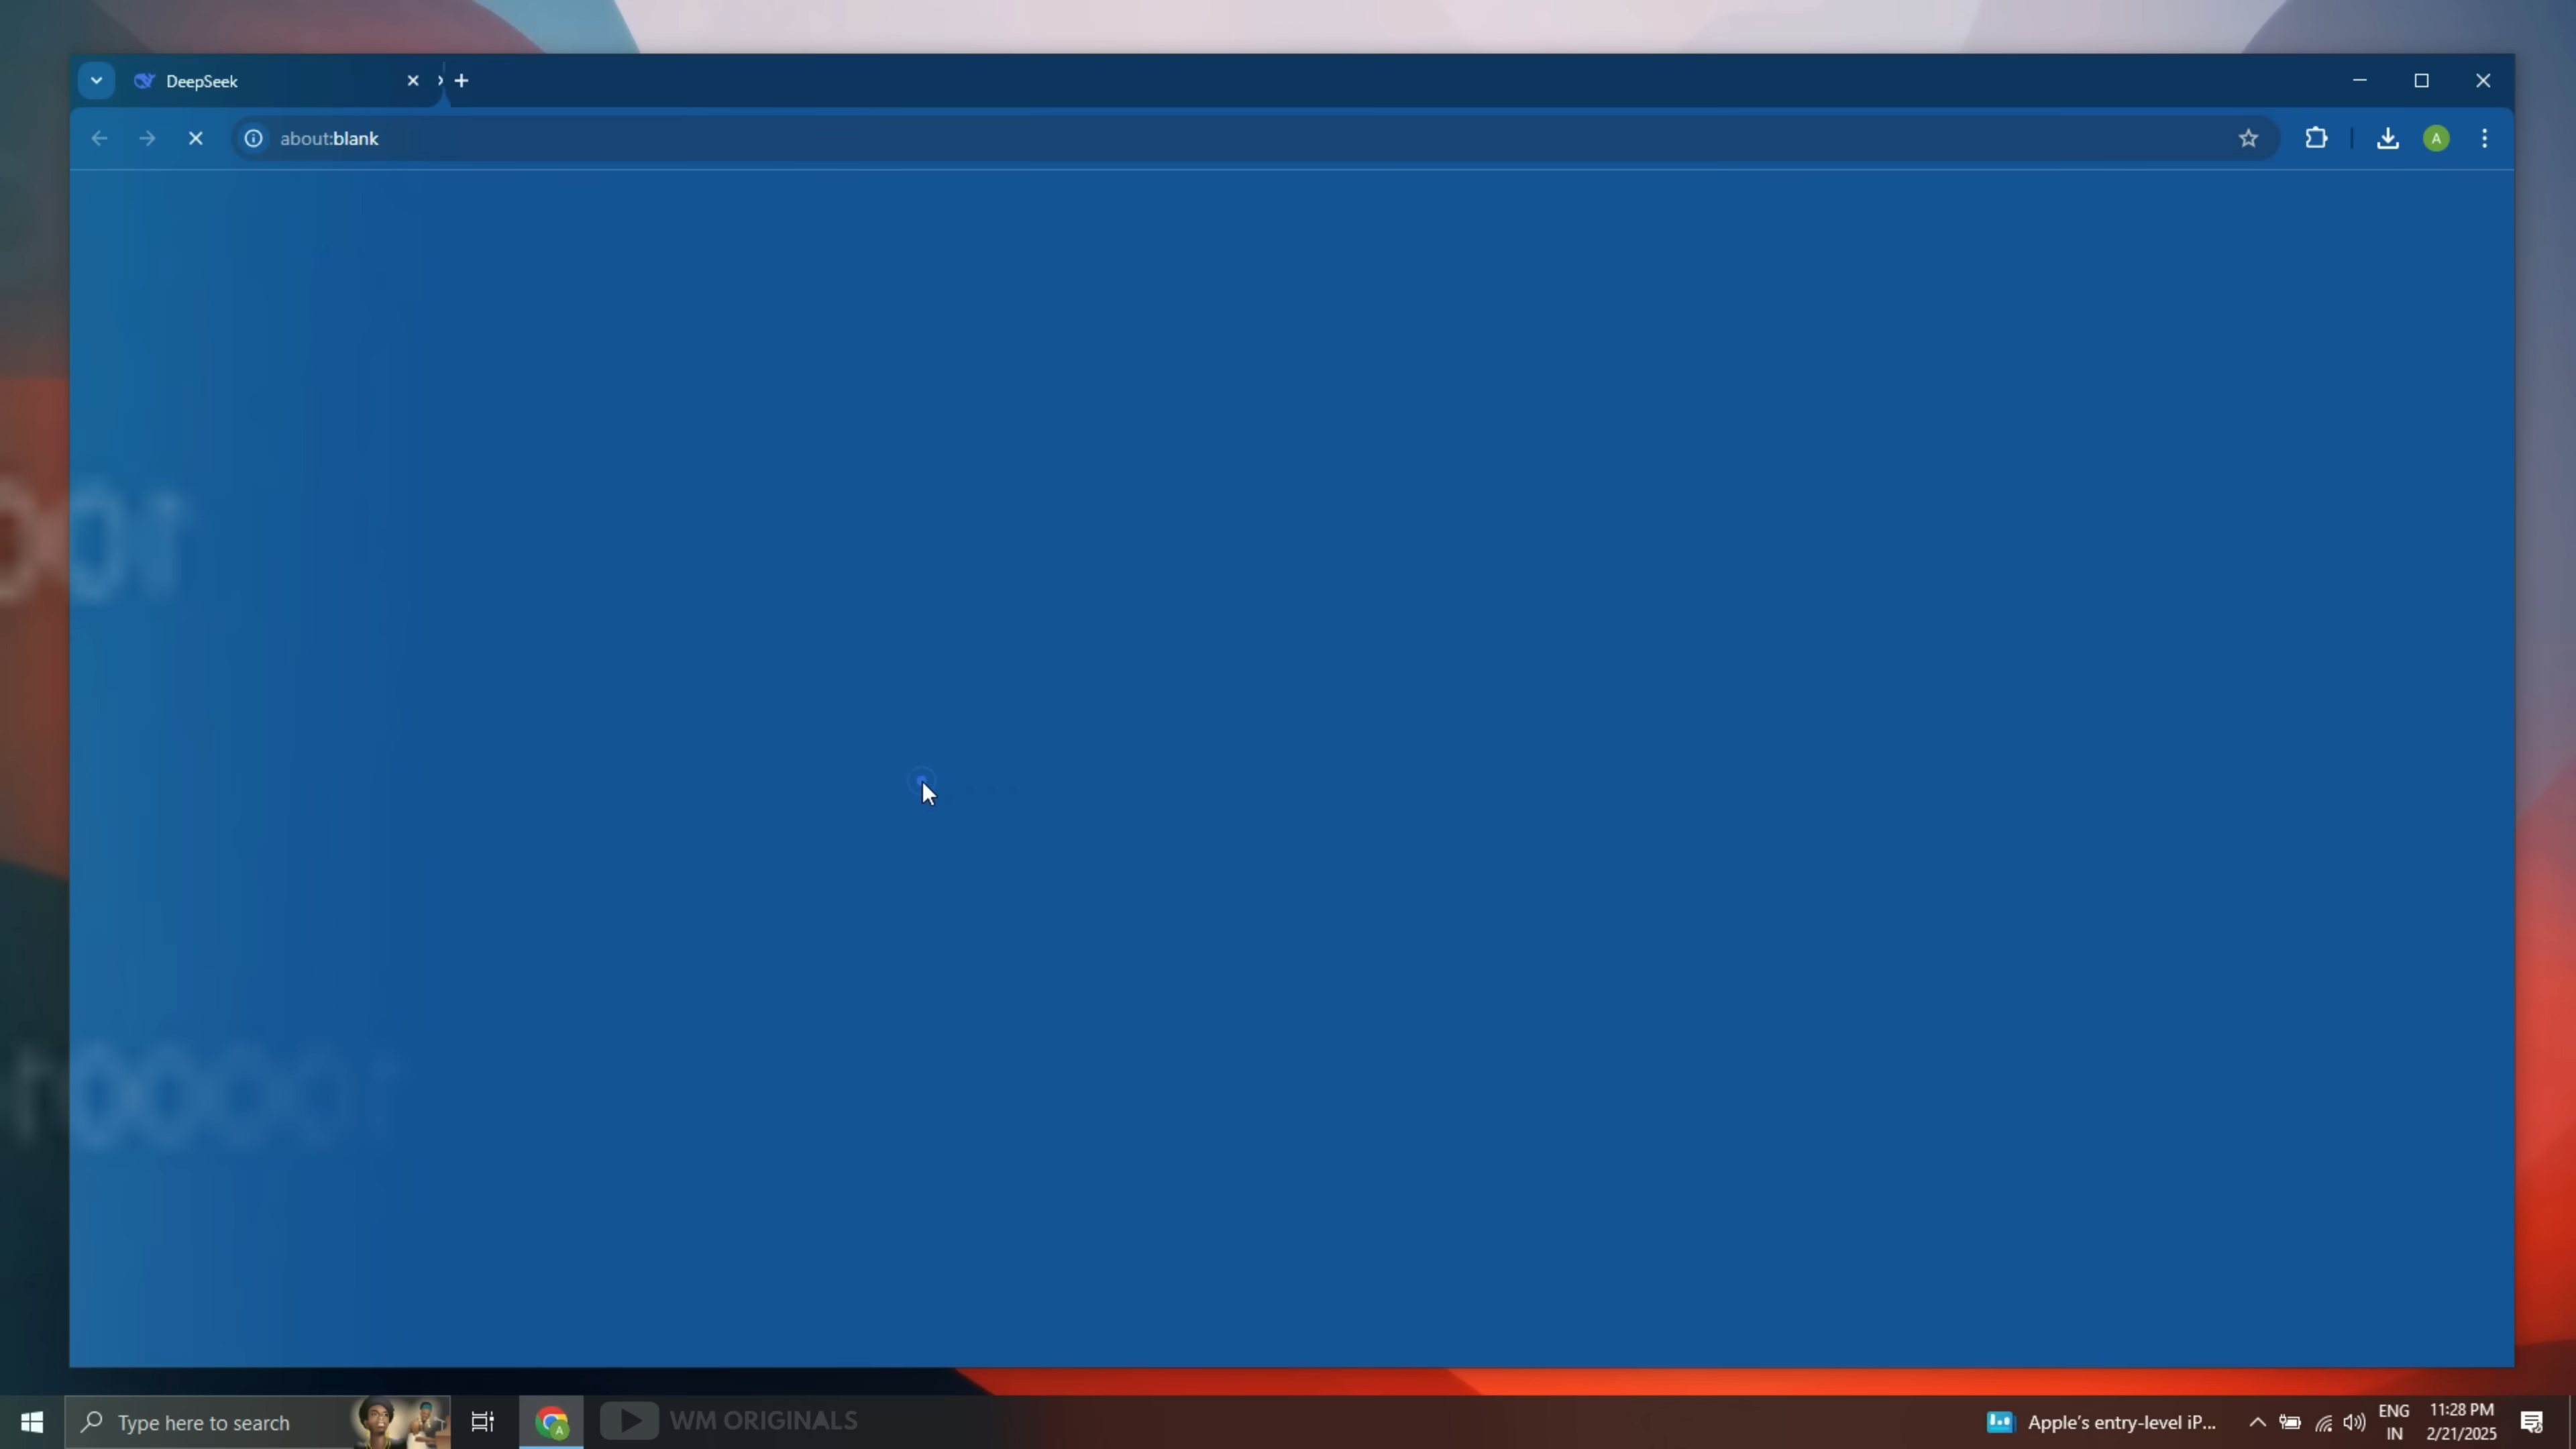 DeepSeek
about:blank
A
Type here to search
A
WM ORIGINALS
Apple's entry-level iP...
ENG
IN
11:28 PM
2/21/2025